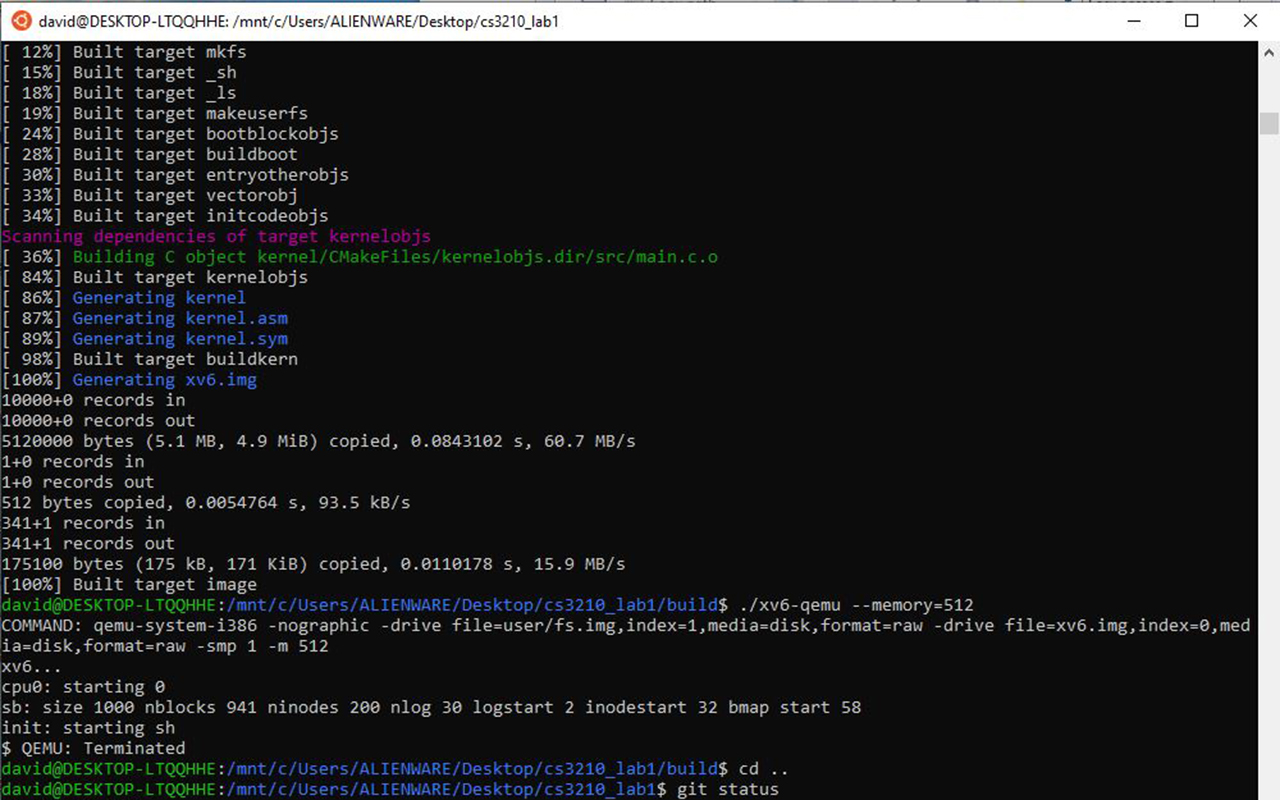 david@DESKTOP-LTQQHHE: /mnt/c/Users/ALIENWARE/Desktop/cs3210_lab1
[ 12%] Built target mkfs
[ 15%] Built target _sh
[ 18%] Built target _ls
[ 19%] Built target makeuserfs
[ 24%] Built target bootblockobjs
[ 28%] Built target buildboot
[ 30%] Built target entryotherobjs
[ 33%] Built target vectorobj
[ 34%] Built target initcodeobjs
Scanning dependencies of target kernelobjs
[ 36%] Building C object kernel/CMakeFiles/kernelobjs.dir/src/main.c.o
[ 84%] Built target kernelobjs
[ 86%] Generating kernel
[ 87%] Generating kernel.asm
[ 89%] Generating kernel.sym
[ 98%] Built target buildkern
[100%] Generating xv6.img
10000+0 records in
10000+0 records out
5120000 bytes (5.1 MB, 4.9 MiB) copied, 0.0843102 s, 60.7 MB/s
1+0 records in
1+0 records out
512 bytes copied, 0.0054764 s, 93.5 kB/s
341+1 records in
341+1 records out
175100 bytes (175 kB, 171 KiB) copied, 0.0110178 s, 15.9 MB/s
[100%] Built target image
david@DESKTOP-LTQQHHE:/mnt/c/Users/ALIENWARE/Desktop/cs3210_lab1/build$ ./xv6-qemu --memory=512
COMMAND: qemu-system-i386 -nographic -drive file=user/fs.img,index=1,media=disk,format=raw -drive file=xv6.img,index=0,med
ia=disk,format=raw -smp 1 -m 512
xv6...
cpu0: starting 0
sb: size 1000 nblocks 941 ninodes 200 nlog 30 logstart 2 inodestart 32 bmap start 58
init: starting sh
$ QEMU: Terminated
david@DESKTOP-LTQQHHE:/mnt/c/Users/ALIENWARE/Desktop/cs3210_lab1/build$ cd ..
david@DESKTOP-LTQQHHE:/mnt/c/Users/ALIENWARE/Desktop/cs3210_lab1$ git status